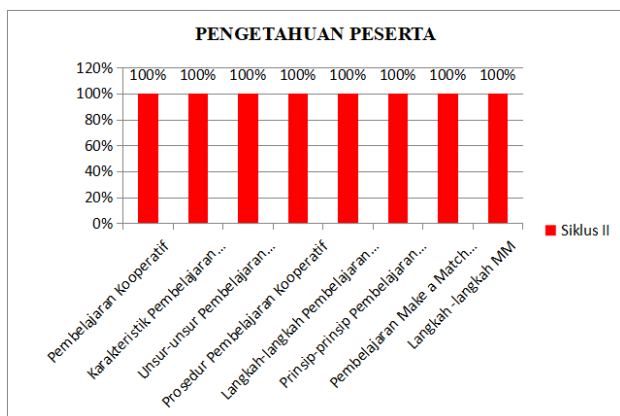 PENGETAHUAN PESERTA
120%
100%
80%
60%
40%
20%
0%
100% 100% 100% 100% 100% 100% 100% 100%
Pembelajaran Kooperatif
Karakteristik Pembelajaran...
Unsur-unsur Pembelajaran...
Prosedur Pembelajaran Kooperatif
Langkah-langkah Pembelajaran...
Prinsip-prinsip Pembelajaran...
Pembelajaran Make a Match...
Langkah -langkah MM
Siklus II